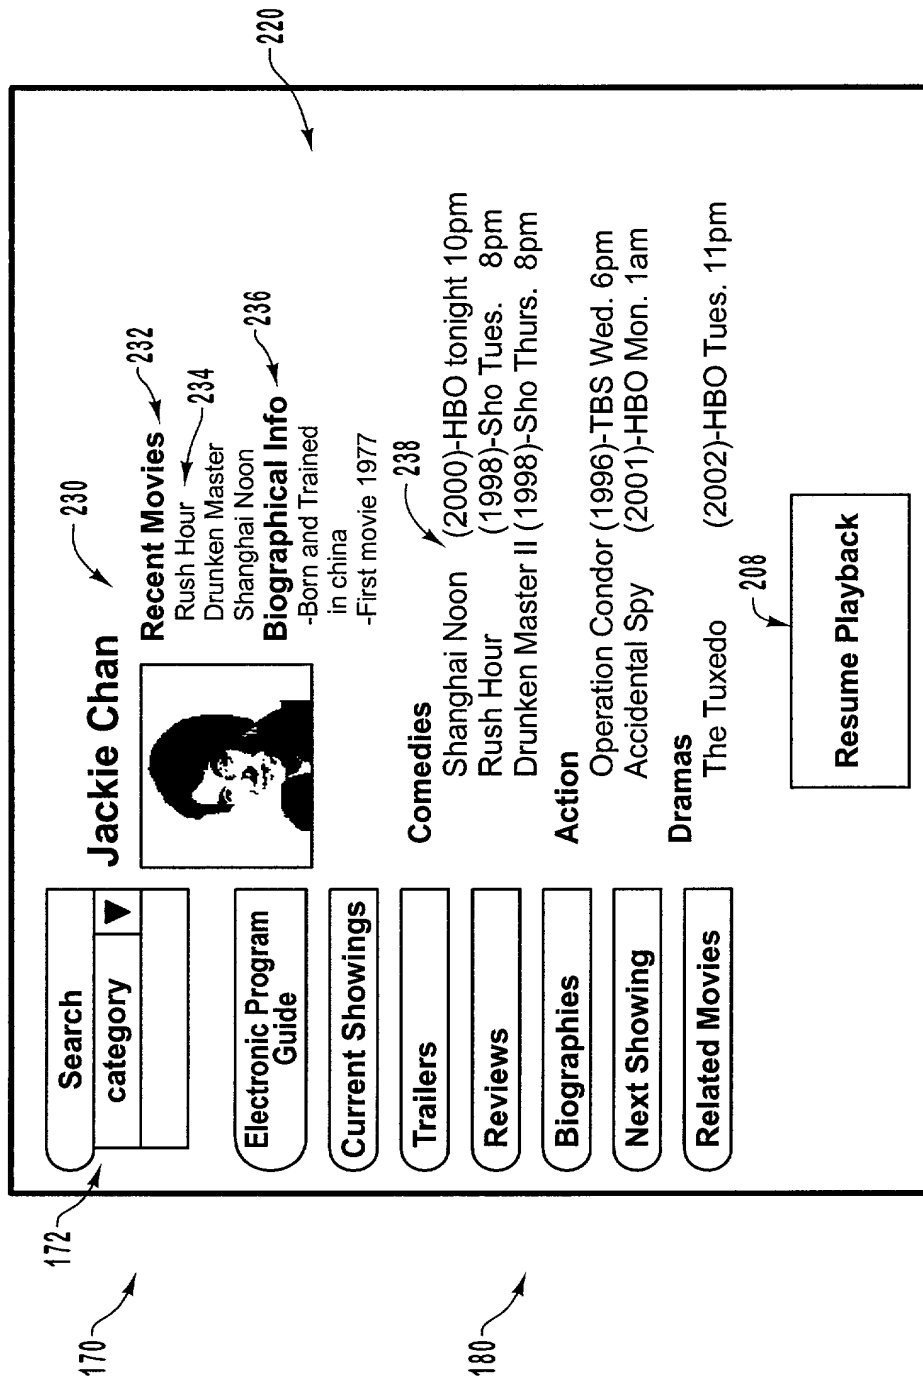 170
172
Search
category
Electronic Program
Guide
Current Showings
Trailers
Reviews
Biographies
Next Showing
Related Movies
180
Jackie Chan
230
Recent Movies
232
Rush Hour
234
Drunken Master
Shanghai Noon
Biographical Info
236
-Born and Trained
in china
-First movie 1977
220
238
Comedies
Shanghai Noon (2000)-HBO tonight 10pm
Rush Hour (1998)-Sho Tues. 8pm
Drunken Master II (1998)-Sho Thurs. 8pm
Action
Operation Condor (1996)-TBS Wed. 6pm
Accidental Spy (2001)-HBO Mon. 1am
Dramas
The Tuxedo (2002)-HBO Tues. 11pm
208
Resume Playback